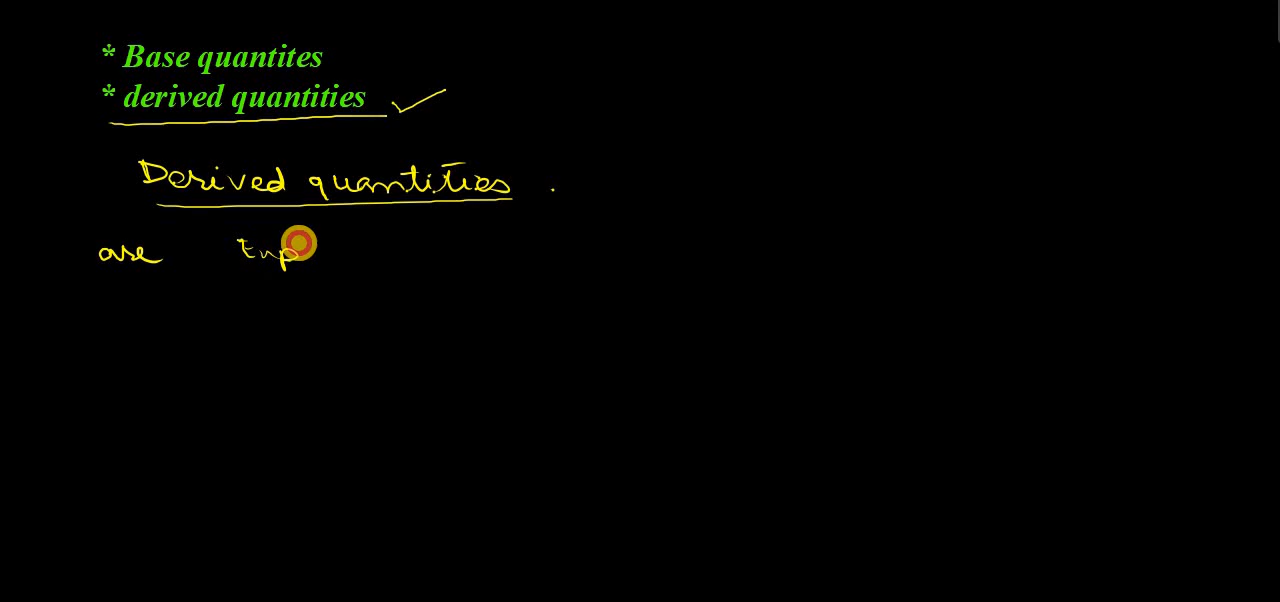 * Base quantites
* derived quantities
Derived quantities .
are